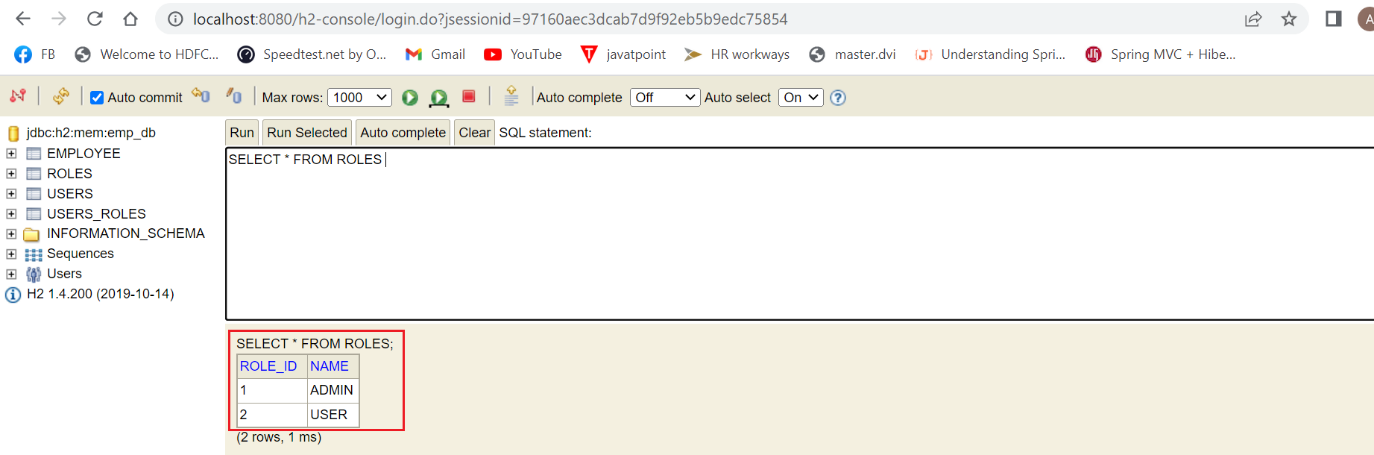 localhost:8080/h2-console/login.do?jsessionid=97160aec3dcab7d9f92eb5b9edc75854
A
FB Welcome to HDFC... Speedtest.net by O... Gmail YouTube javatpoint HR workways master.dvi Understanding Spri... Spring MVC + Hibe...
Auto commit Max rows: 1000 Auto complete Off Auto select On
jdbc:h2:mem:emp_db
EMPLOYEE
ROLES
USERS
USERS_ROLES
INFORMATION_SCHEMA
Sequences
Users
H2 1.4.200 (2019-10-14)
Run Run Selected Auto complete Clear SQL statement:
SELECT * FROM ROLES
SELECT * FROM ROLES;
ROLE_ID NAME
1 ADMIN
2 USER
(2 rows, 1 ms)